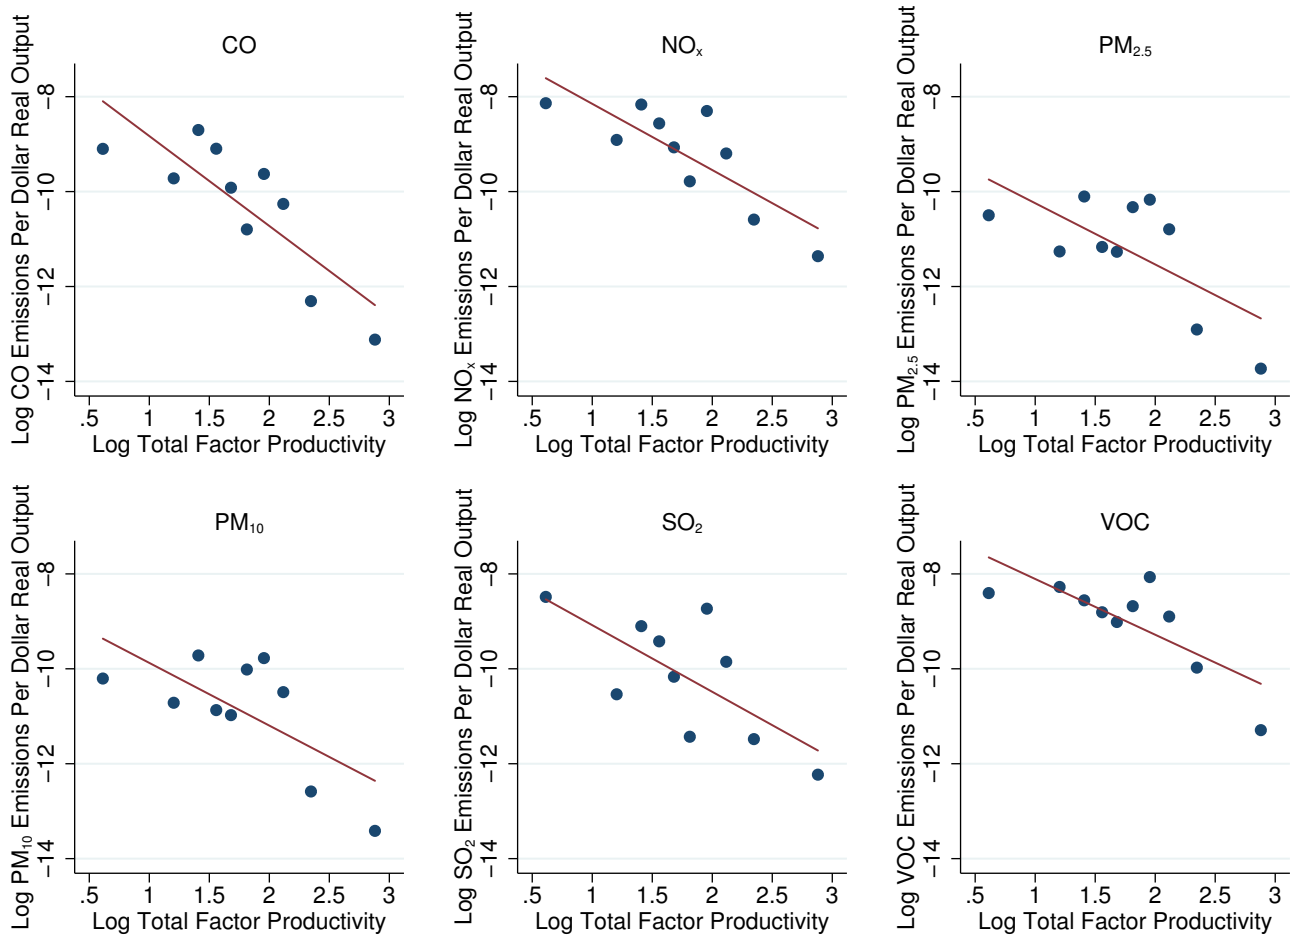 CO
Log CO Emissions Per Dollar Real Output
−8
−10
−12
−14
.5 1 1.5 2 2.5 3
Log Total Factor Productivity
NOₓ
Log NOₓ Emissions Per Dollar Real Output
−8
−10
−12
−14
.5 1 1.5 2 2.5 3
Log Total Factor Productivity
PM₂.₅
Log PM₂.₅ Emissions Per Dollar Real Output
−8
−10
−12
−14
.5 1 1.5 2 2.5 3
Log Total Factor Productivity
PM₁₀
Log PM₁₀ Emissions Per Dollar Real Output
−8
−10
−12
−14
.5 1 1.5 2 2.5 3
Log Total Factor Productivity
SO₂
Log SO₂ Emissions Per Dollar Real Output
−8
−10
−12
−14
.5 1 1.5 2 2.5 3
Log Total Factor Productivity
VOC
Log VOC Emissions Per Dollar Real Output
−8
−10
−12
−14
.5 1 1.5 2 2.5 3
Log Total Factor Productivity